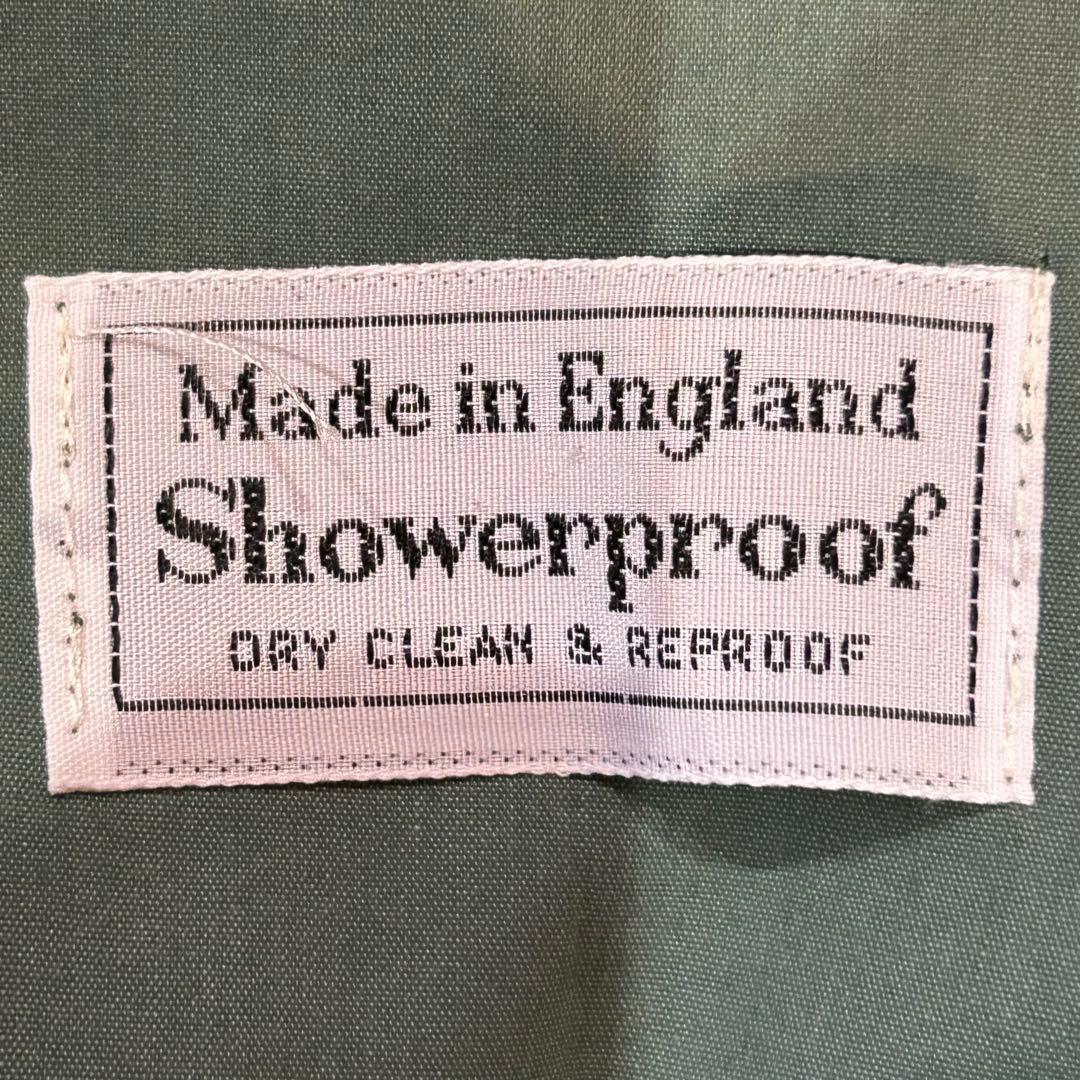 Made in England
Showerproof
DRY CLEAN & REPROOF